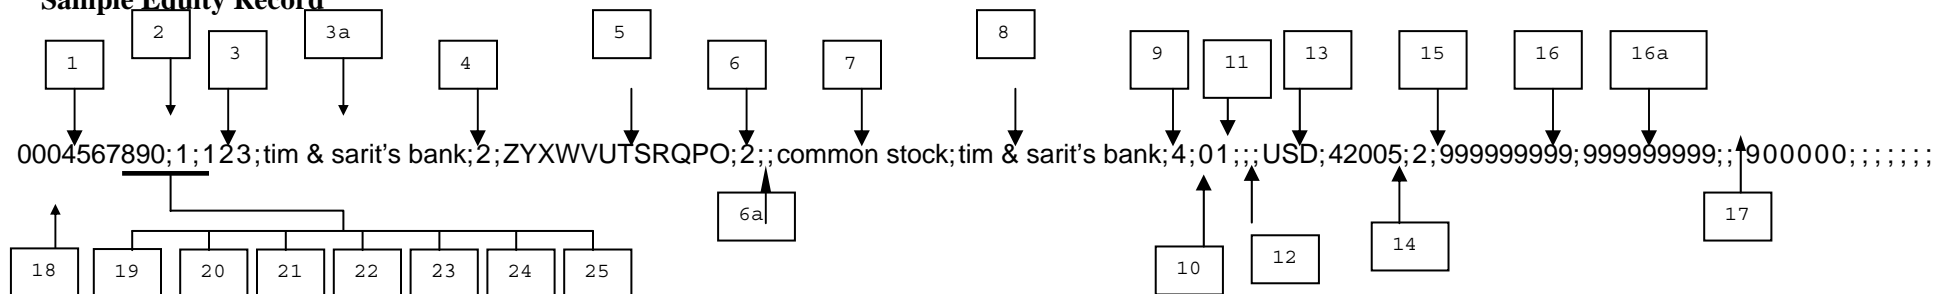 Sample Equity Record
2 3a 5 8
1 3 4 6 7 9 11 13 15 16 16a
0004567890;1;123;tim & sarit's bank;2;ZYXWVUTSRQPO;2;;common stock;tim & sarit's bank;4;01;;;USD;42005;2;999999999;999999999;;;900000;;;;;;;
6a 17
18 19 20 21 22 23 24 25 10 12 14